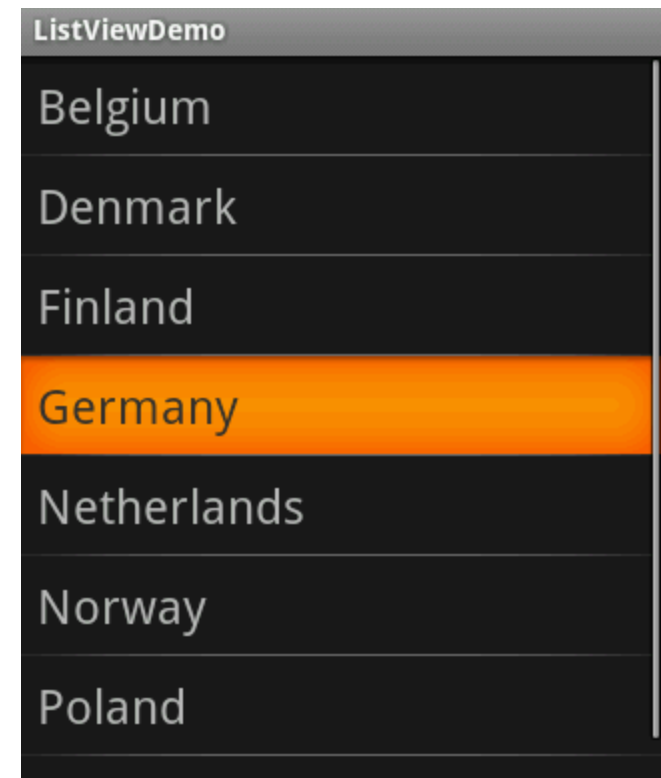 ListViewDemo
Belgium
Denmark
Finland
Germany
Netherlands
Norway
Poland